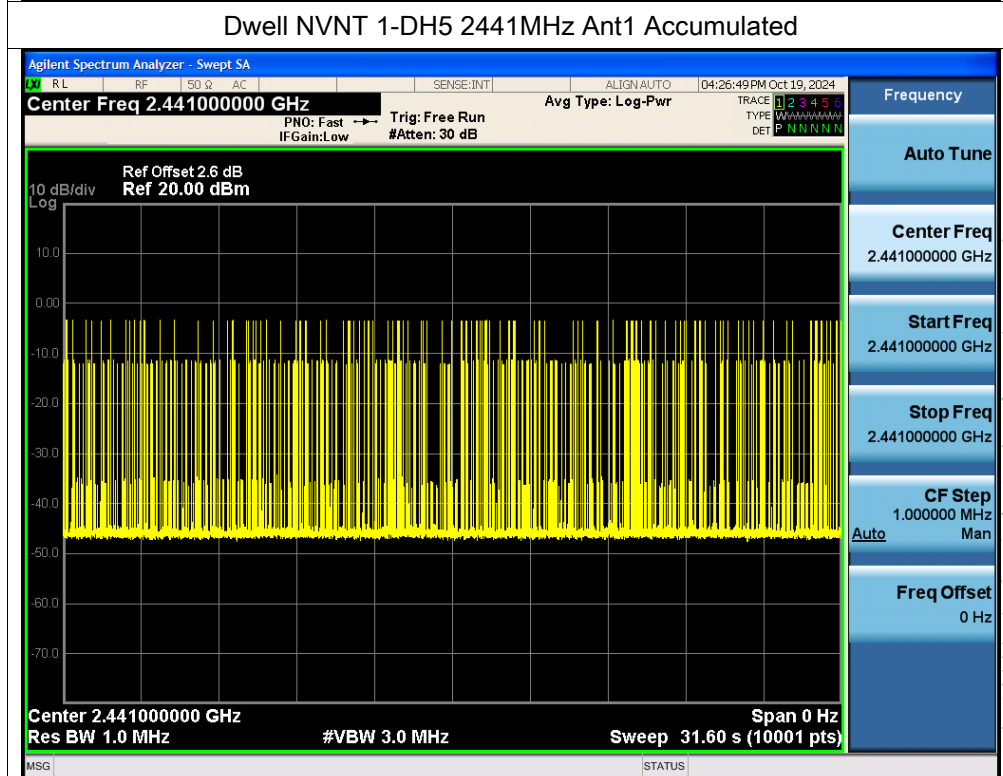 Dwell NVNT 1-DH5 2441MHz Ant1 Accumulated
Agilent Spectrum Analyzer - Swept SA
LXI RL RF 50 Ω AC SENSE:INT ALIGN AUTO 04:26:49 PM Oct 19, 2024
Center Freq 2.441000000 GHz
PNO: Fast
IFGain:Low
Trig: Free Run
#Atten: 30 dB
Avg Type: Log-Pwr
TRACE 1 2 3 4 5 6
TYPE W
DET P N N N N N
Ref Offset 2.6 dB
10 dB/div Ref 20.00 dBm
Log
10.0
0.00
-10.0
-20.0
-30.0
-40.0
-50.0
-60.0
-70.0
Center 2.441000000 GHz Span 0 Hz
Res BW 1.0 MHz #VBW 3.0 MHz Sweep 31.60 s (10001 pts)
MSG STATUS
Frequency
Auto Tune
Center Freq
2.441000000 GHz
Start Freq
2.441000000 GHz
Stop Freq
2.441000000 GHz
CF Step
1.000000 MHz
Auto Man
Freq Offset
0 Hz